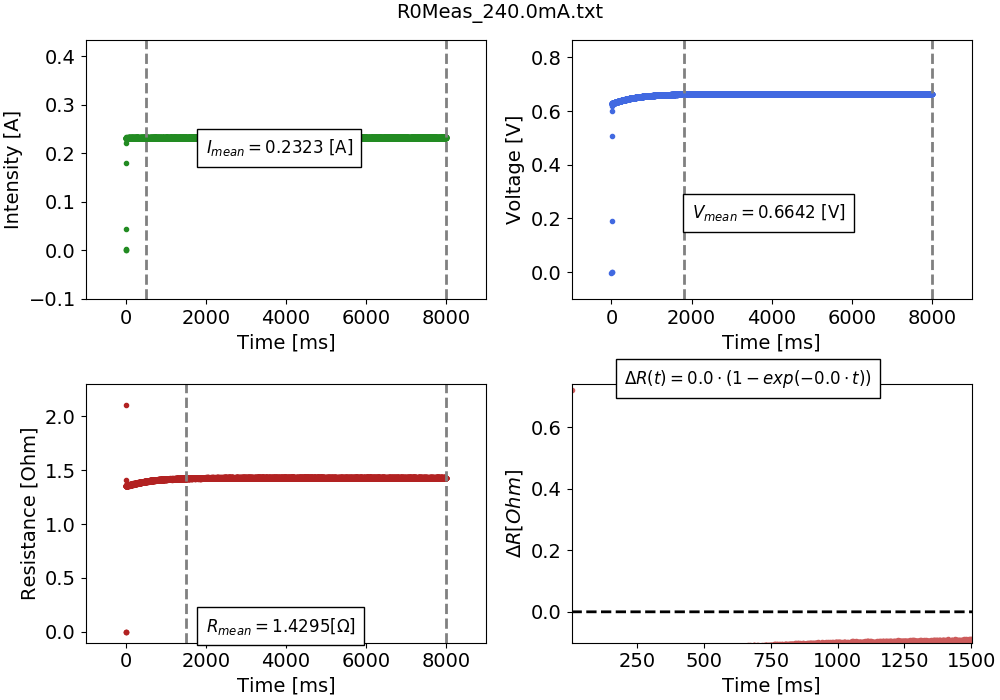 R0Meas_240.0mA.txt
0.4
0.3
0.2
0.1
0.0
−0.1
Intensity [A]
I_mean = 0.2323 [A]
0 2000 4000 6000 8000
Time [ms]
0.8
0.6
0.4
0.2
0.0
Voltage [V]
V_mean = 0.6642 [V]
0 2000 4000 6000 8000
Time [ms]
2.0
1.5
1.0
0.5
0.0
Resistance [Ohm]
R_mean = 1.4295[Ω]
0 2000 4000 6000 8000
Time [ms]
ΔR(t) = 0.0 · (1 − exp(−0.0 · t))
0.6
0.4
0.2
0.0
ΔR[Ohm]
250 500 750 1000 1250 1500
Time [ms]